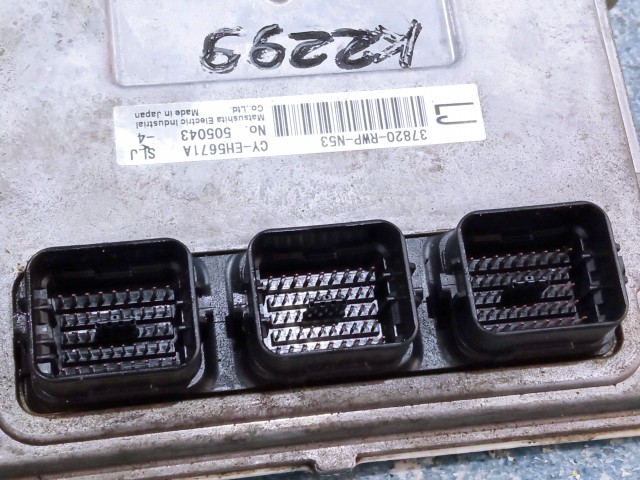 K2299
LJ
37820-RWP-N53
CY-EH5671A
SLJ
No. 505043
-4
Matsushita Electric Industrial
Co.,Ltd.
Made in Japan